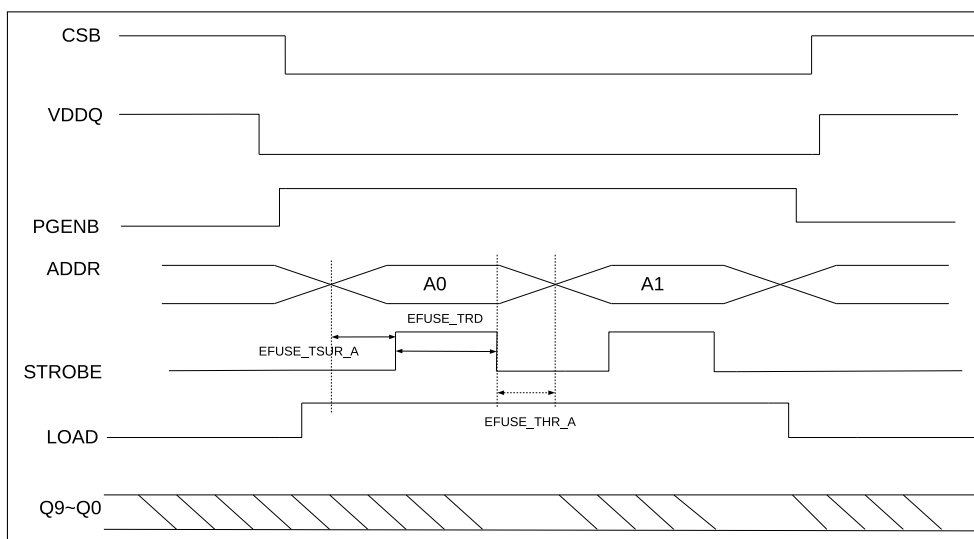 CSB
VDDQ
PGENB
ADDR
A0
A1
EFUSE_TRD
EFUSE_TSUR_A
STROBE
EFUSE_THR_A
LOAD
Q9~Q0